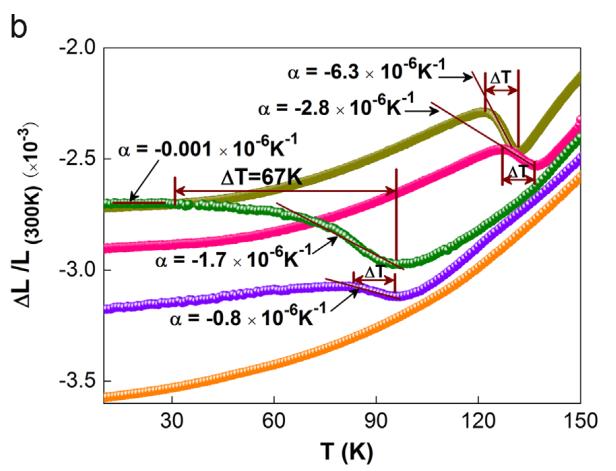 b
-2.0
-2.5
-3.0
-3.5
ΔL /L (300K) (×10⁻³)
α = -6.3 × 10⁻⁶K⁻¹
ΔT
α = -2.8 × 10⁻⁶K⁻¹
α = -0.001 × 10⁻⁶K⁻¹
ΔT=67K
ΔT
α = -1.7 × 10⁻⁶K⁻¹
ΔT
α = -0.8 × 10⁻⁶K⁻¹
30 60 90 120 150
T (K)